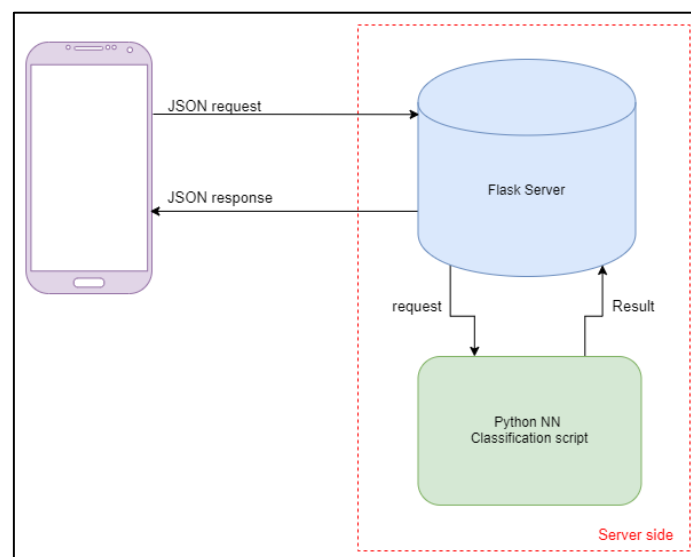 JSON request
JSON response
Flask Server
request
Result
Python NN
Classification script
Server side